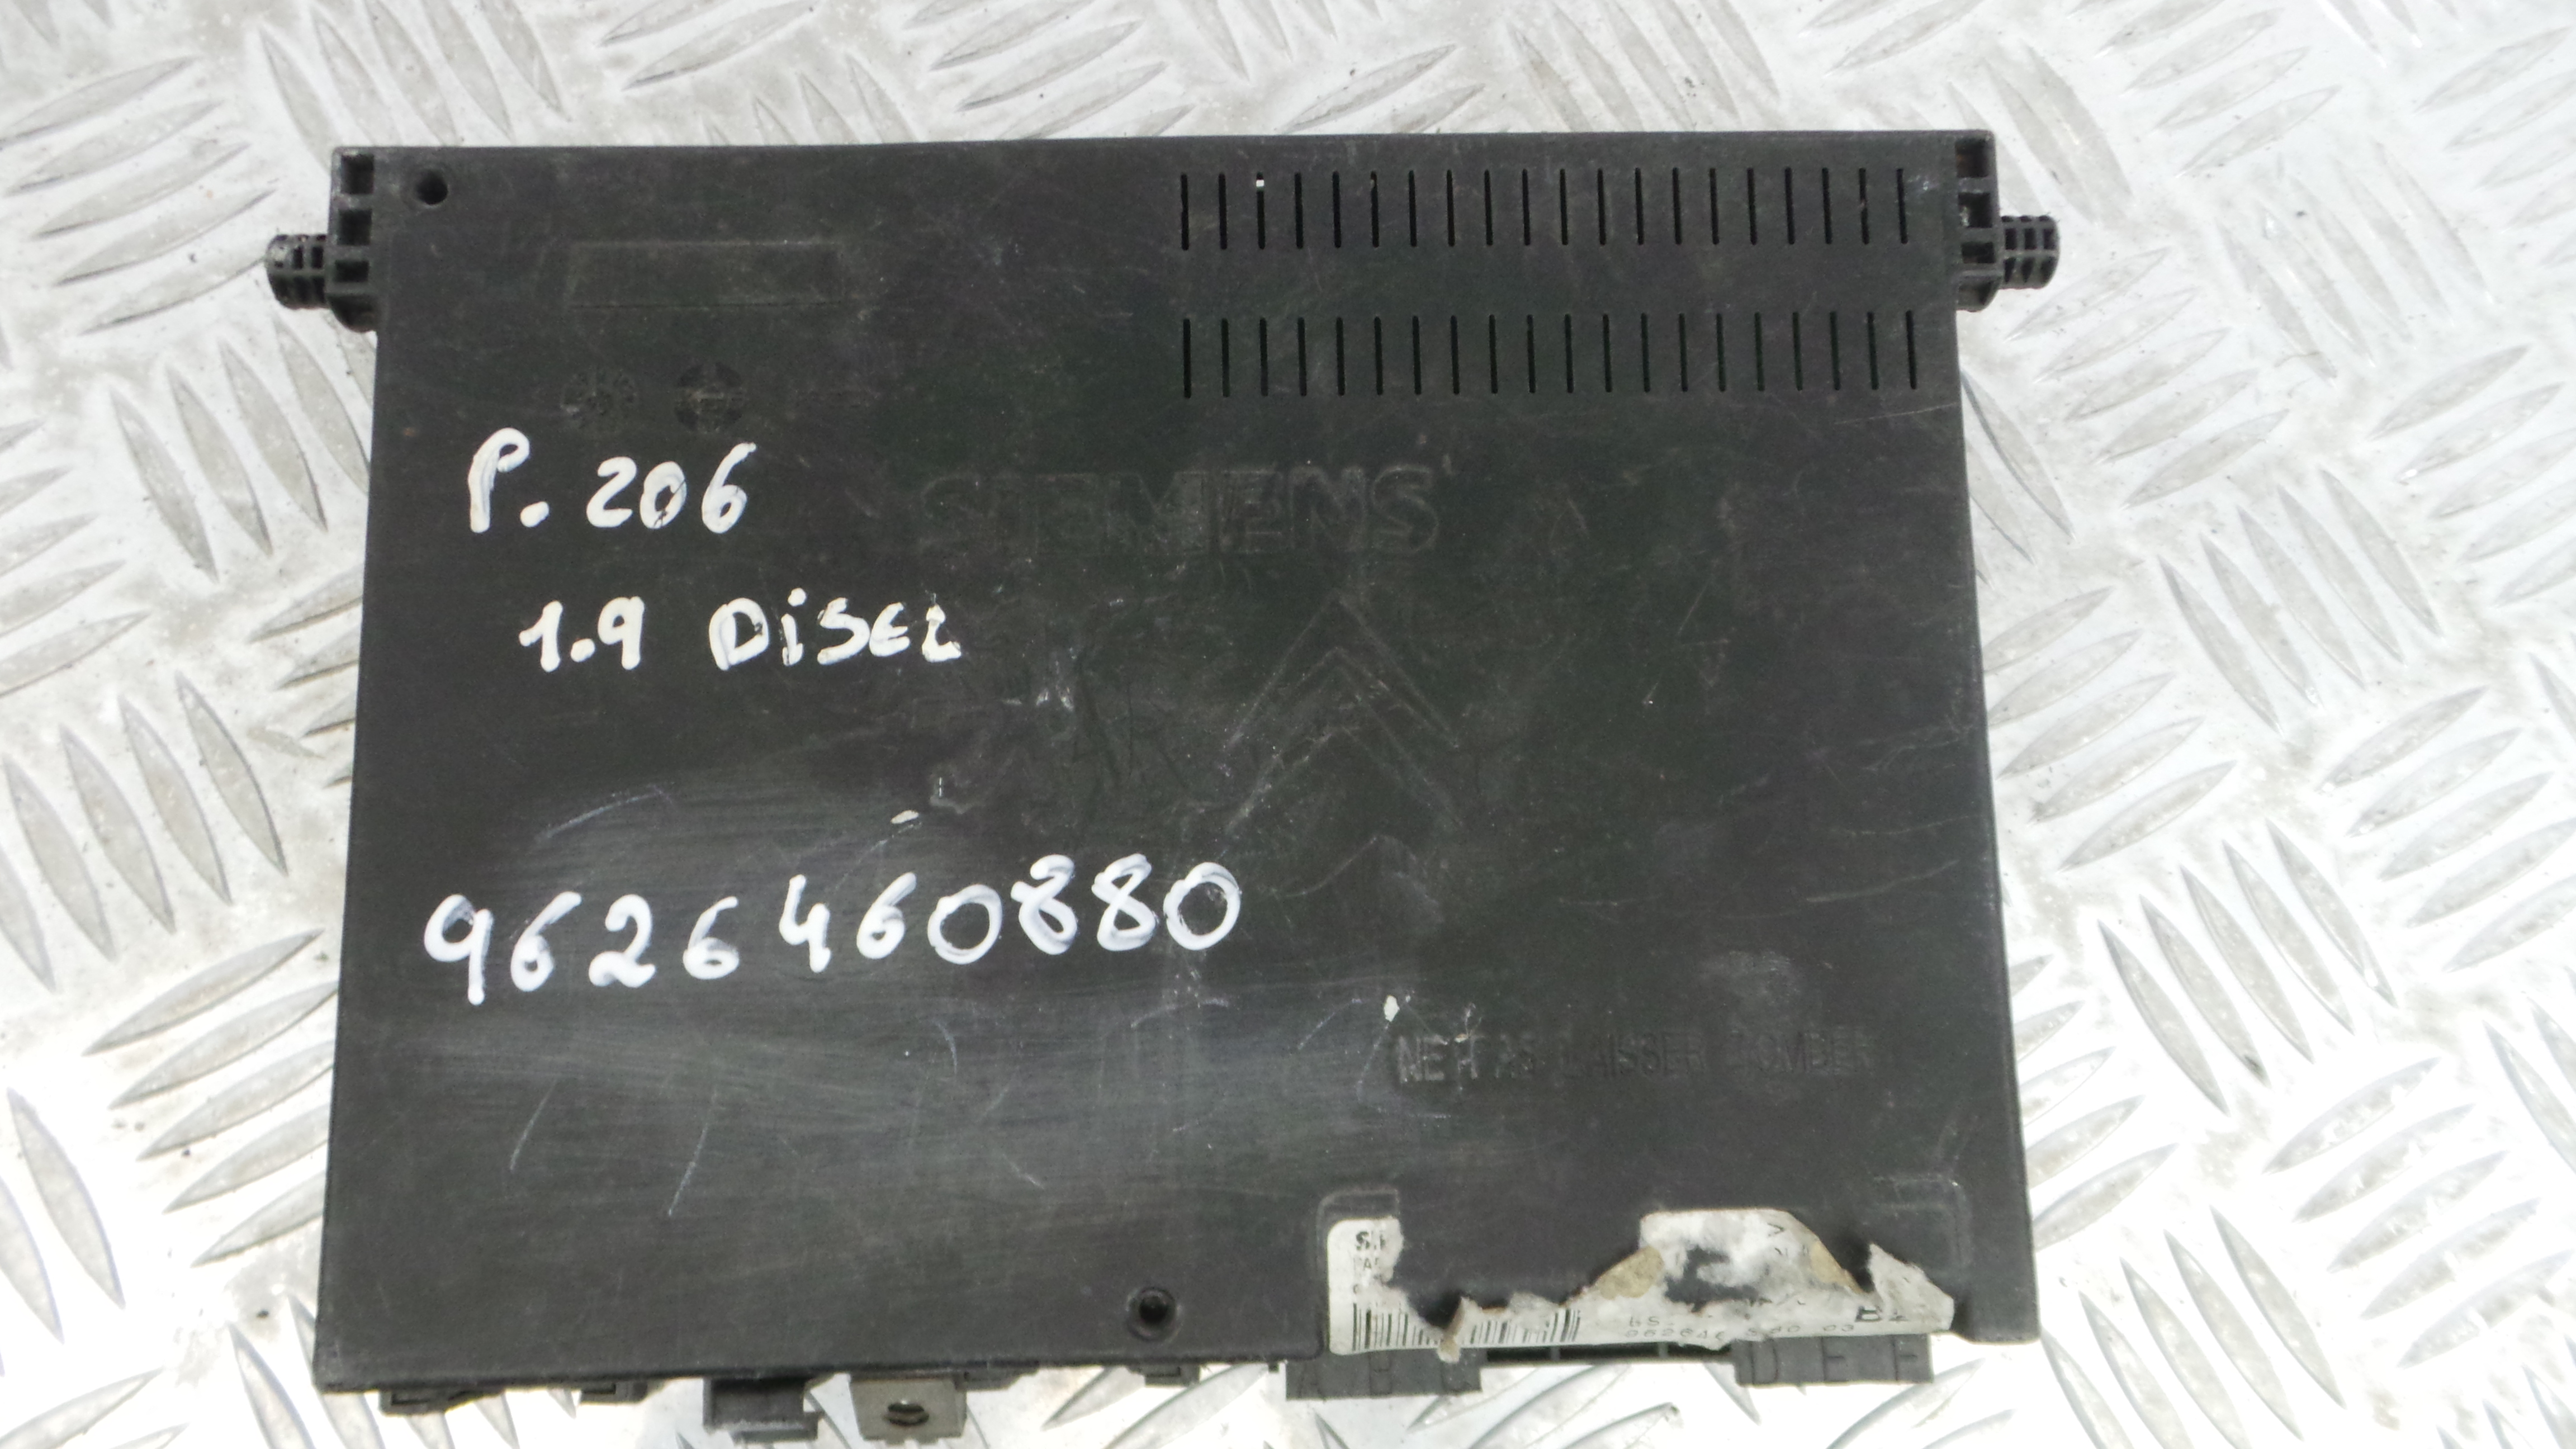 SIEMENS
P. 206
1.9 DiSEL
9626460880
NE PAS LAISSER TOMBER
A B C D E F